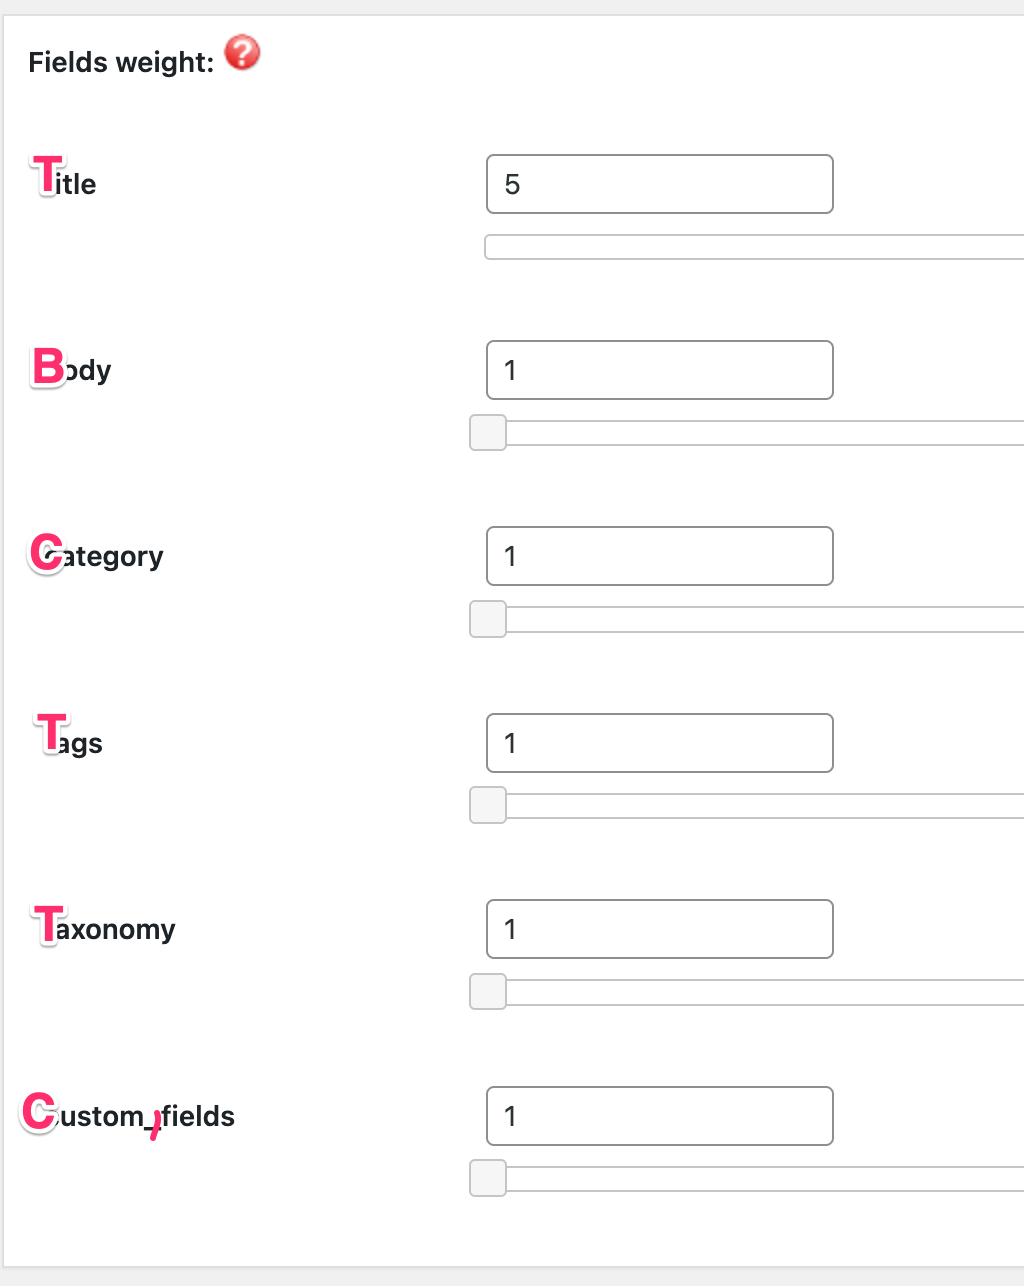 Fields weight: ?
Title
5
Body
1
Category
1
Tags
1
Taxonomy
1
Custom_fields
1